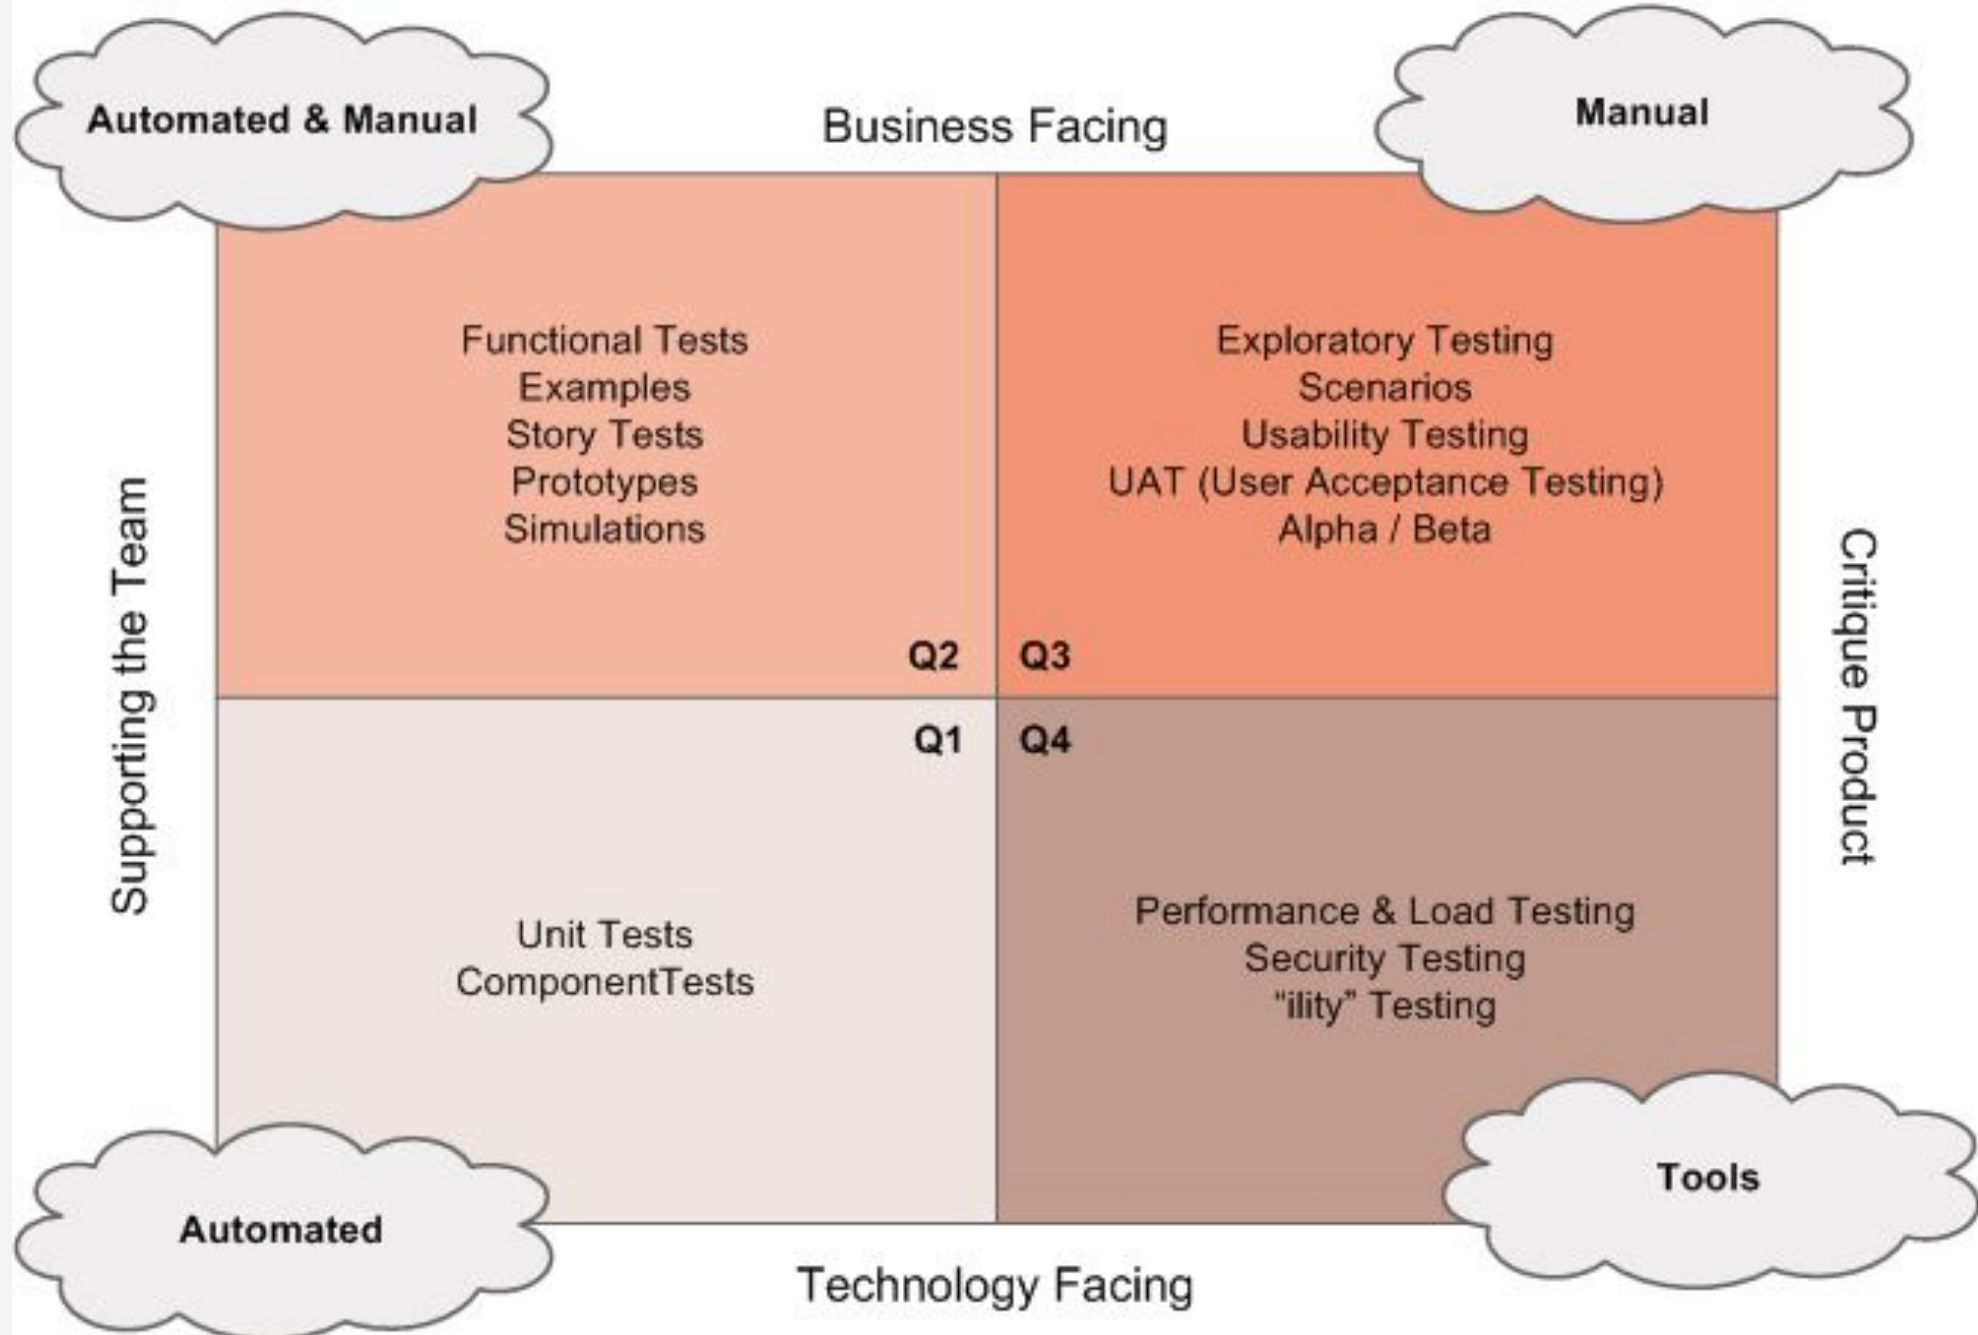 Automated & Manual
Business Facing
Manual
Functional Tests
Examples
Story Tests
Prototypes
Simulations
Q2
Exploratory Testing
Scenarios
Usability Testing
UAT (User Acceptance Testing)
Alpha / Beta
Q3
Supporting the Team
Critique Product
Q1
Unit Tests
ComponentTests
Q4
Performance & Load Testing
Security Testing
“ility” Testing
Automated
Technology Facing
Tools